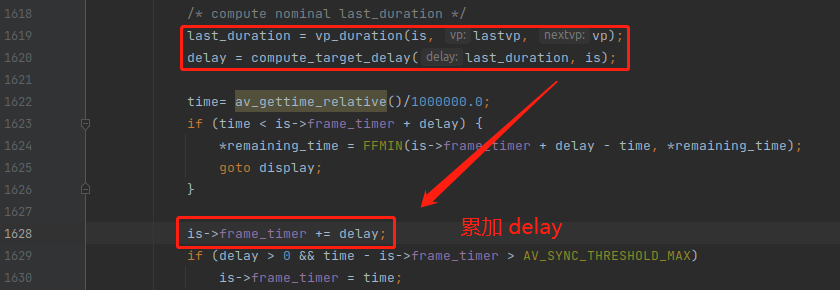 1618 /* compute nominal last_duration */
1619 last_duration = vp_duration(is, vp: lastvp, nextvp: vp);
1620 delay = compute_target_delay( delay: last_duration, is);
1621
1622 time= av_gettime_relative()/1000000.0;
1623 if (time < is->frame_timer + delay) {
1624 *remaining_time = FFMIN(is->frame_timer + delay - time, *remaining_time);
1625 goto display;
1626 }
1627
1628 is->frame_timer += delay;
累加 delay
1629 if (delay > 0 && time - is->frame_timer > AV_SYNC_THRESHOLD_MAX)
1630 is->frame_timer = time;